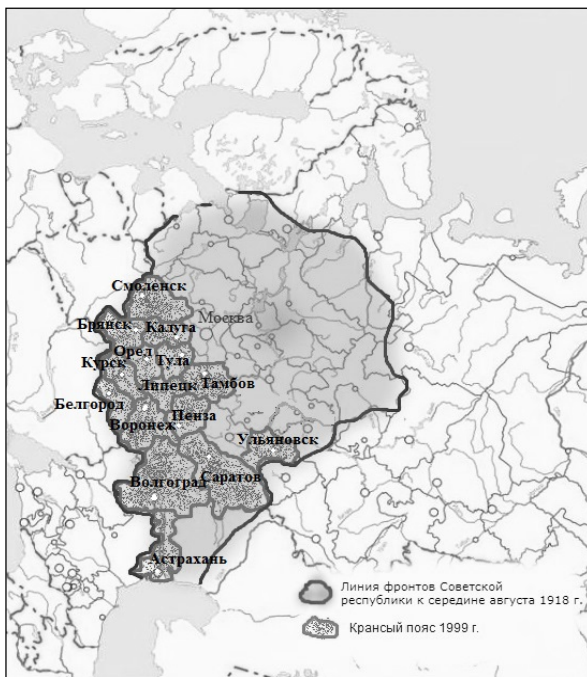 Смоленск
Москва
Брянск
Калуга
Орел
Тула
Курск
Липецк
Тамбов
Белгород
Пенза
Воронеж
Ульяновск
Саратов
Волгоград
Астрахань
Линия фронтов Советской
республики к середине августа 1918 г.
Крансый пояс 1999 г.